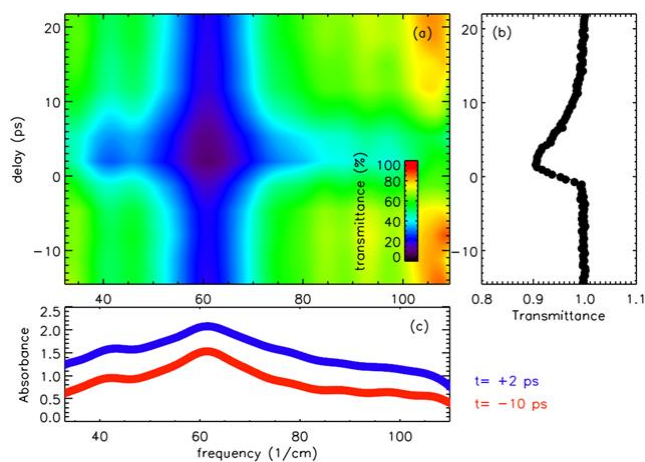 20
10
0
−10
delay (ps)
(a)
transmittance (%)
100
80
60
40
20
0
40 60 80 100
(b)
20
10
0
−10
0.8 0.9 1.0 1.1
Transmittance
2.5
2.0
1.5
1.0
0.5
0.0
Absorbance
(c)
40 60 80 100
frequency (1/cm)
t= +2 ps
t= −10 ps